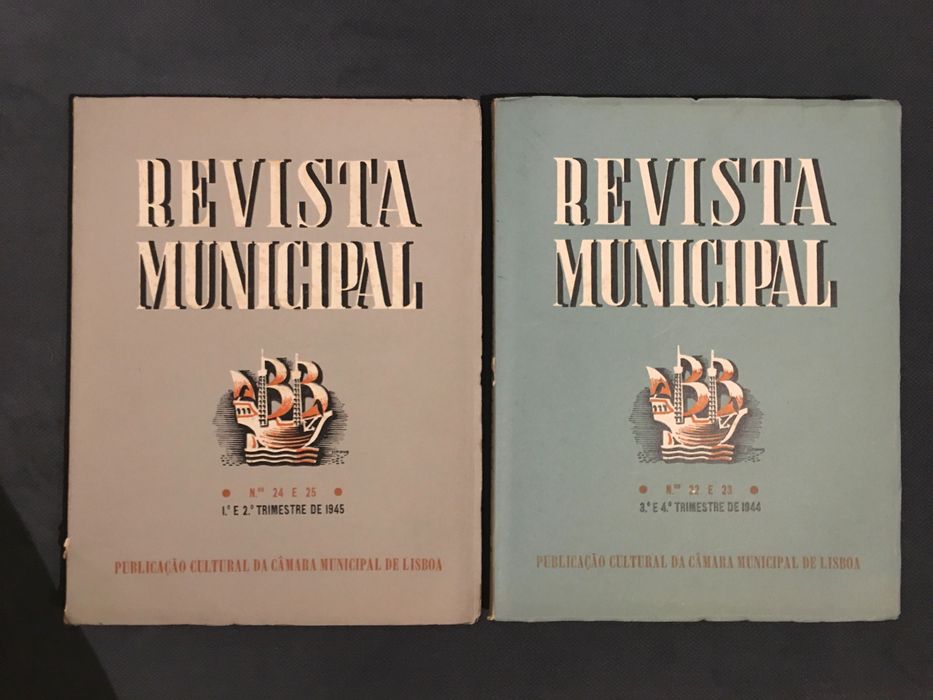 REVISTA
MUNICIPAL
N.os 24 E 25
1.º E 2.º TRIMESTRE DE 1945
PUBLICAÇÃO CULTURAL DA CÂMARA MUNICIPAL DE LISBOA
REVISTA
MUNICIPAL
N.os 22 E 23
3.º E 4.º TRIMESTRE DE 1944
PUBLICAÇÃO CULTURAL DA CÂMARA MUNICIPAL DE LISBOA